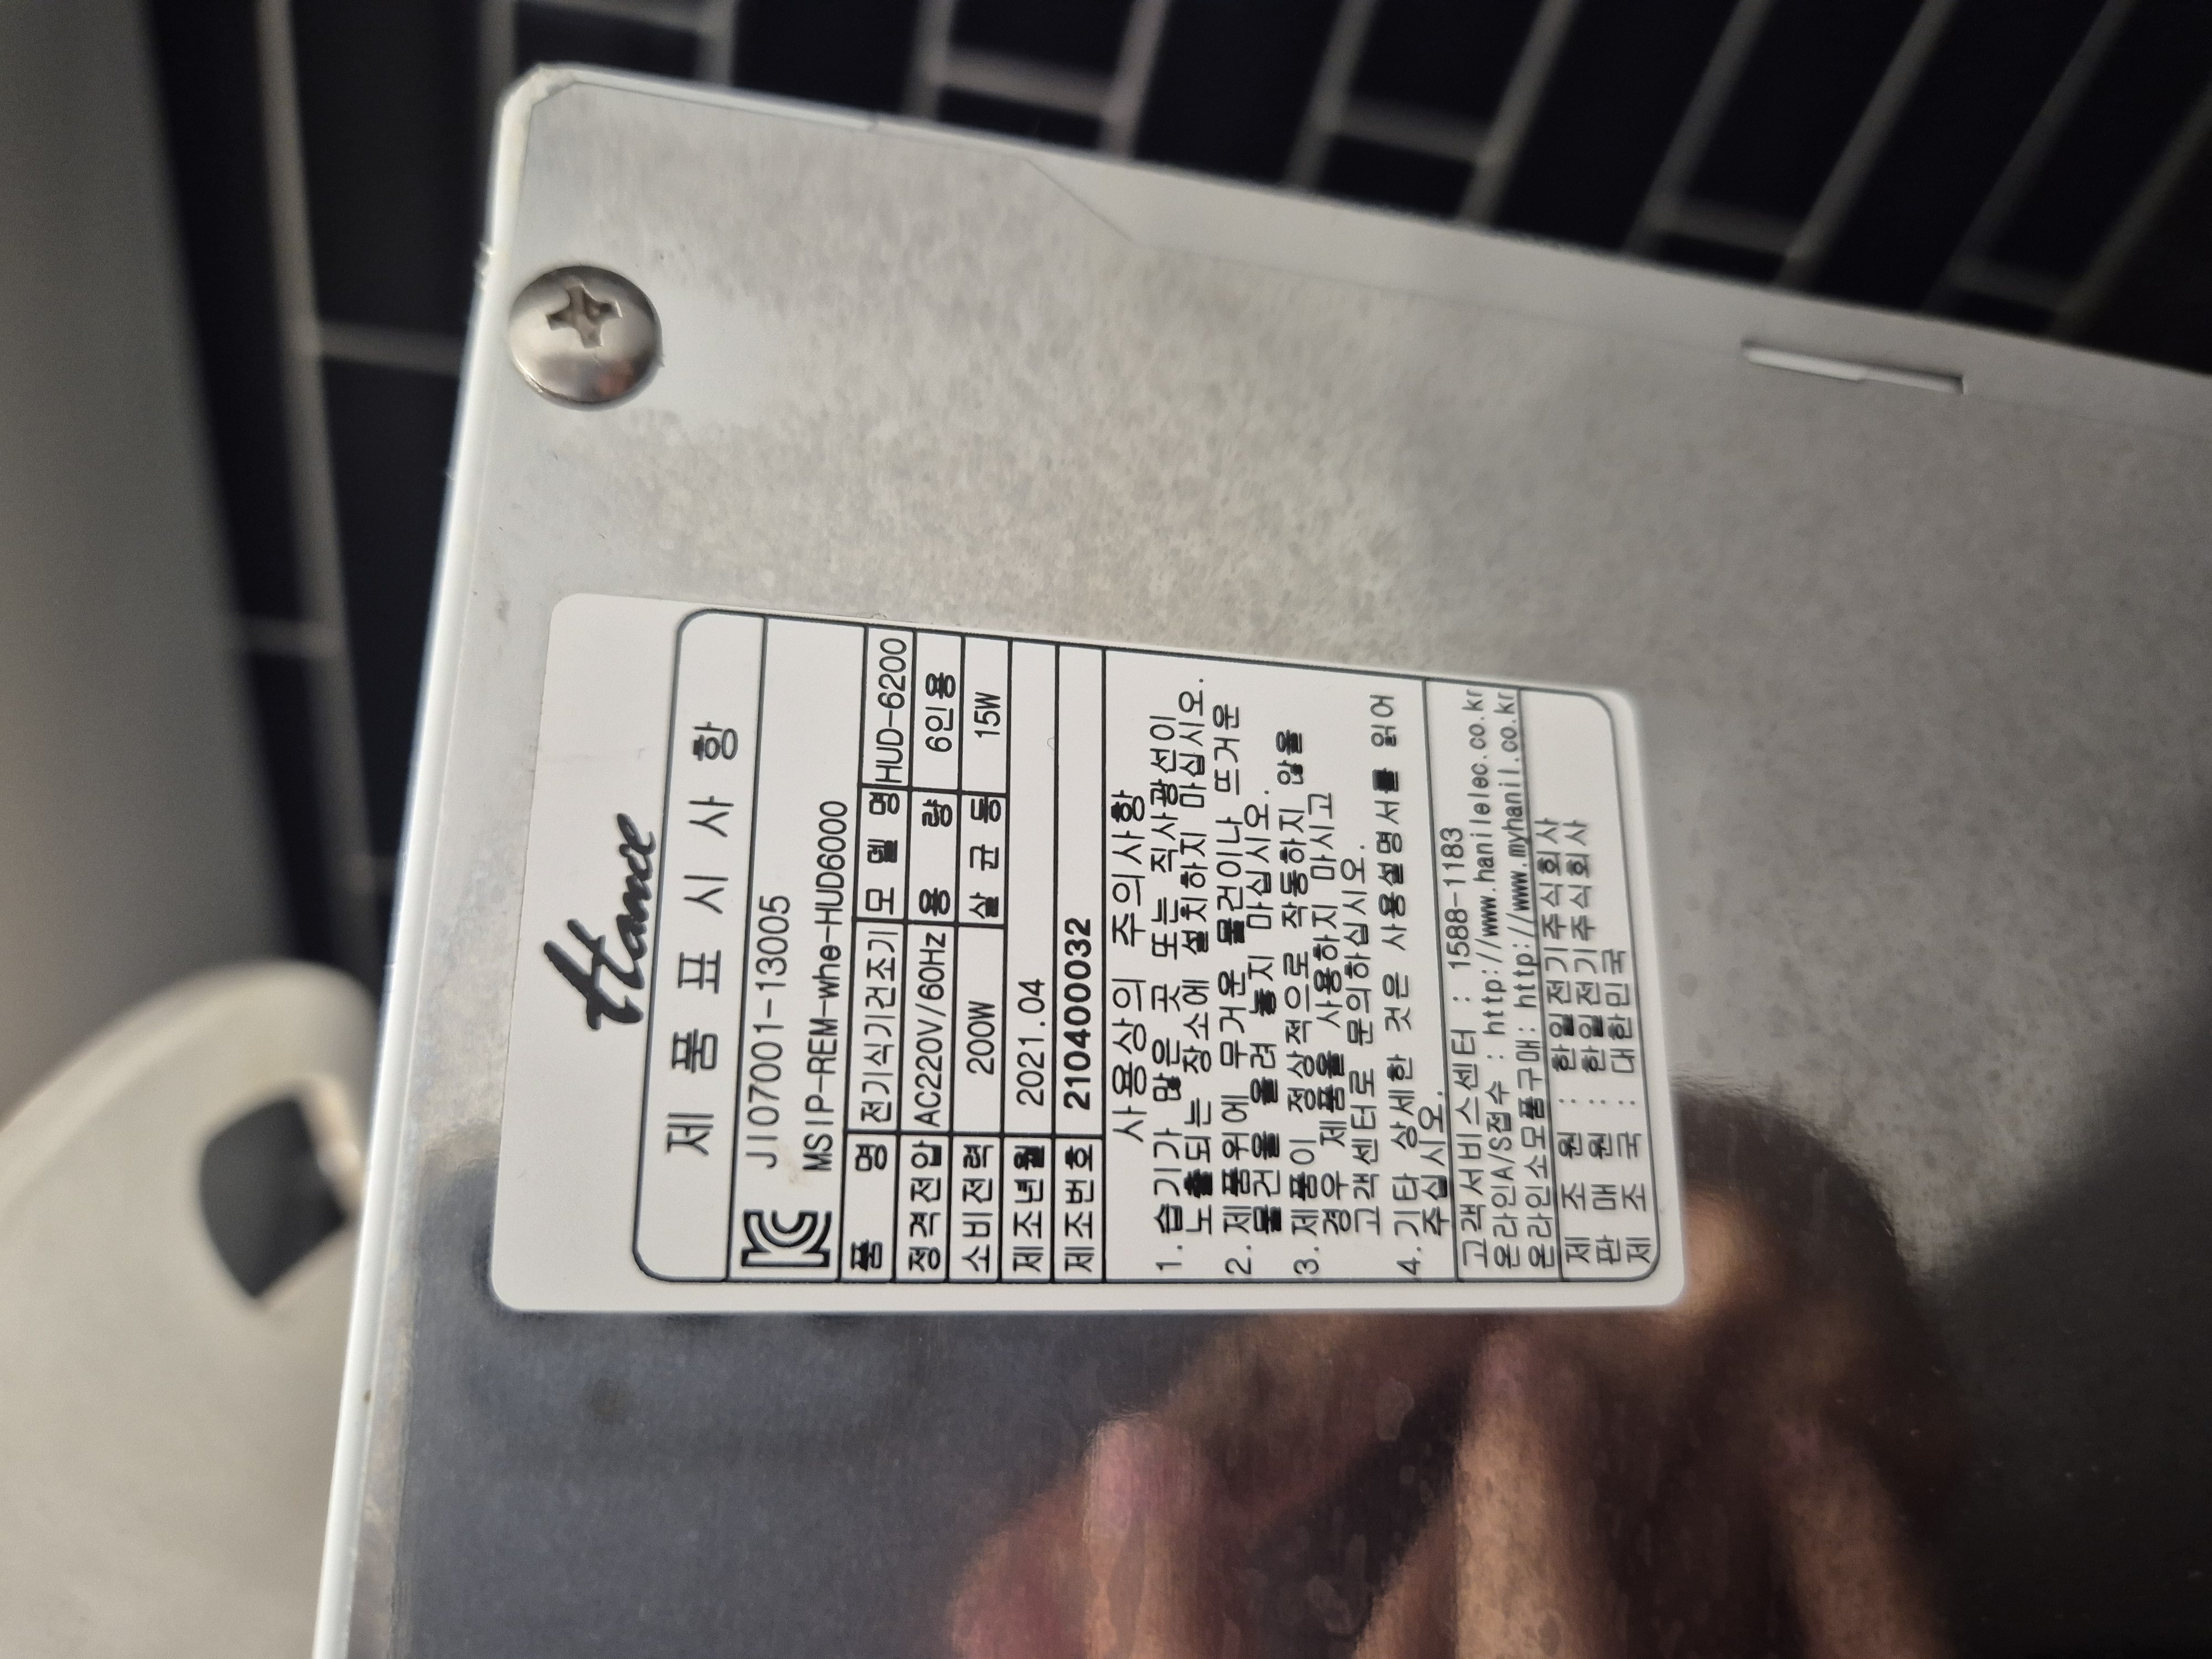 Hance
제 품 표 시 사 항
JI07001-13005
MSIP-REM-whe-HUD6000
품 명 전기식기건조기 모 델 명 HUD-6200
정격전압 AC220V/60Hz 용 량 6인용
소비전력 200W 살 균 등 15W
제조년월 2021.04
제조번호 210400032
사용상의 주의사항
1. 습기가 많은 곳 또는 직사광선이
노출되는 장소에 설치하지 마십시오.
2. 제품위에 무거운 물건이나 뜨거운
물건을 올려 놓지 마십시오.
3. 제품이 정상적으로 작동하지 않을
경우 제품을 사용하지 마시고
고객센터로 문의하십시오.
4. 기타 상세한 것은 사용설명서를 읽어
주십시오.
고객서비스센터 : 1588-1183
온라인A/S접수 : http://www.hanilelec.co.kr
온라인소모품구매: http://www.myhanil.co.kr
제 조 원 : 한일전기주식회사
판 매 원 : 한일전기주식회사
제 조 국 : 대한민국